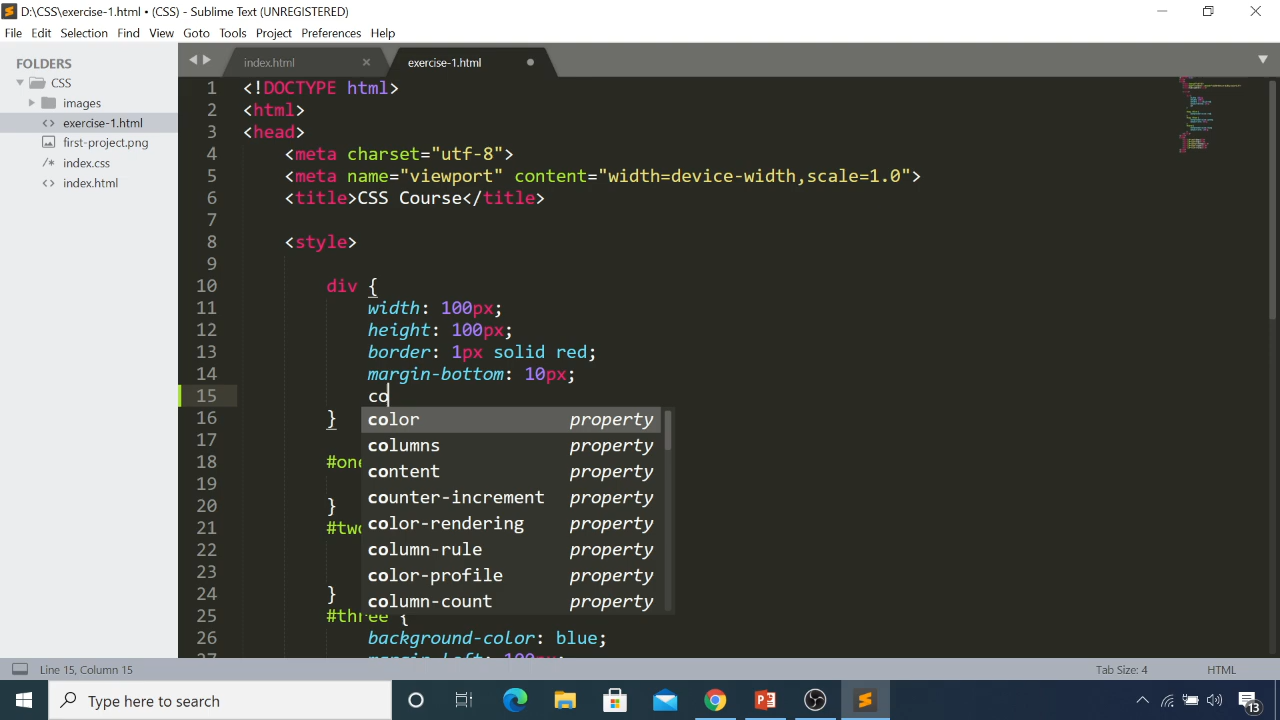 D:\CSS\exercise-1.html • (CSS) - Sublime Text (UNREGISTERED)
File Edit Selection Find View Goto Tools Project Preferences Help
FOLDERS
CSS
images
exercise-1.html
first-project.png
index.css
index.html
index.html × exercise-1.html
1 <!DOCTYPE html>
2 <html>
3 <head>
4 <meta charset="utf-8">
5 <meta name="viewport" content="width=device-width,scale=1.0">
6 <title>CSS Course</title>
7
8 <style>
9
10 div {
11 width: 100px;
12 height: 100px;
13 border: 1px solid red;
14 margin-bottom: 10px;
15 co
16 }
17
18 #one
19
20 }
21 #two
22
23
24 }
25 #three {
26 background-color: blue;
27 margin-left: 100px;
color property
columns property
content property
counter-increment property
color-rendering property
column-rule property
color-profile property
column-count property
Line 15, Column 15
Tab Size: 4 HTML
Type here to search
13